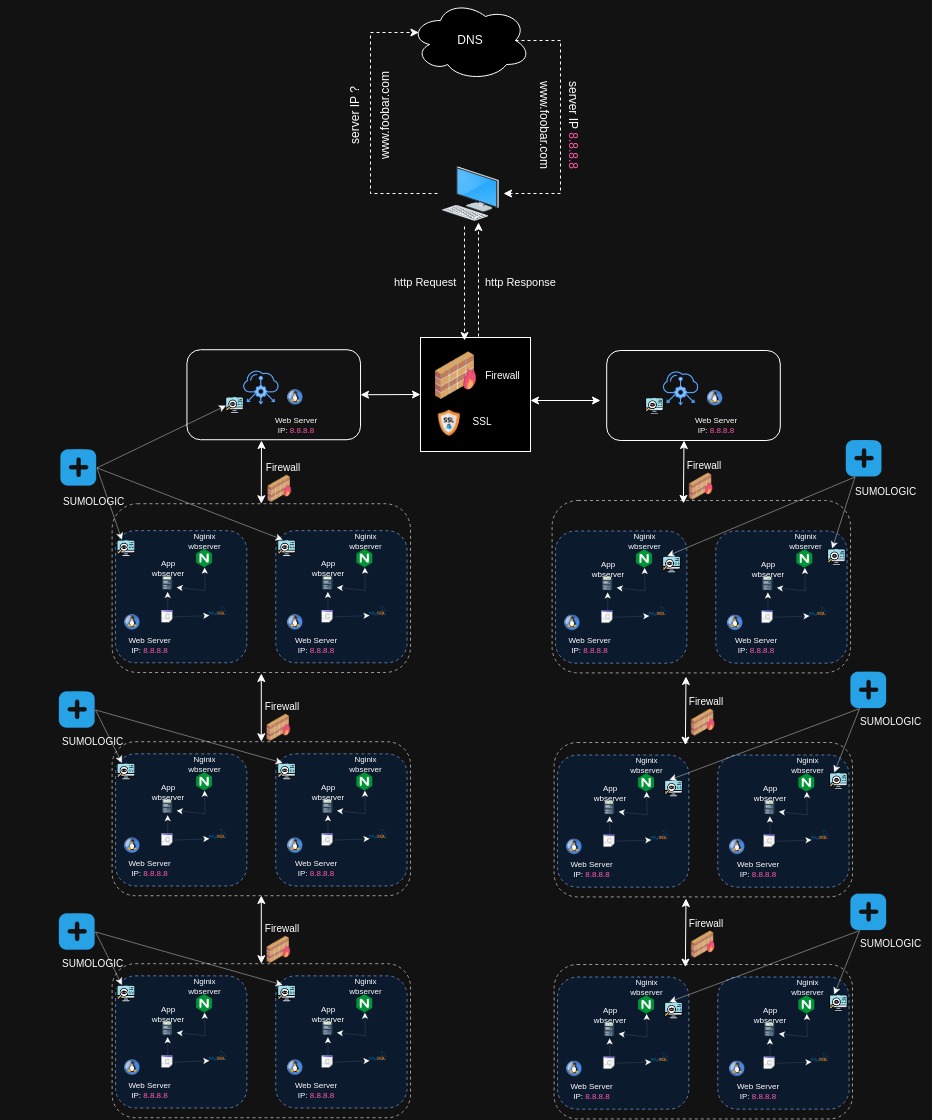 DNS
server IP ?
www.foobar.com
www.foobar.com
server IP 8.8.8.8
http Request
http Response
Firewall
SSL
SSL
Web Server
IP: 8.8.8.8
Web Server
IP: 8.8.8.8
Firewall
Firewall
SUMOLOGIC
SUMOLOGIC
Nginix
wbserver
App
wbserver
Web Server
IP: 8.8.8.8
Nginix
wbserver
App
wbserver
Web Server
IP: 8.8.8.8
Nginix
wbserver
App
wbserver
Web Server
IP: 8.8.8.8
Nginix
wbserver
App
wbserver
Web Server
IP: 8.8.8.8
Firewall
Firewall
SUMOLOGIC
SUMOLOGIC
Nginix
wbserver
App
wbserver
Web Server
IP: 8.8.8.8
Nginix
wbserver
App
wbserver
Web Server
IP: 8.8.8.8
Nginix
wbserver
App
wbserver
Web Server
IP: 8.8.8.8
Nginix
wbserver
App
wbserver
Web Server
IP: 8.8.8.8
Firewall
Firewall
SUMOLOGIC
SUMOLOGIC
Nginix
wbserver
App
wbserver
Web Server
IP: 8.8.8.8
Nginix
wbserver
App
wbserver
Web Server
IP: 8.8.8.8
Nginix
wbserver
App
wbserver
Web Server
IP: 8.8.8.8
Nginix
wbserver
App
wbserver
Web Server
IP: 8.8.8.8